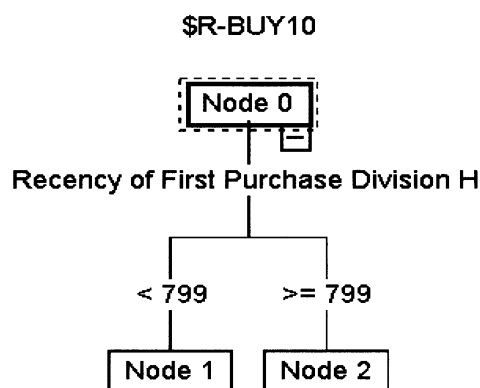 $R-BUY10
Node 0
Recency of First Purchase Division H
< 799 >= 799
Node 1 Node 2